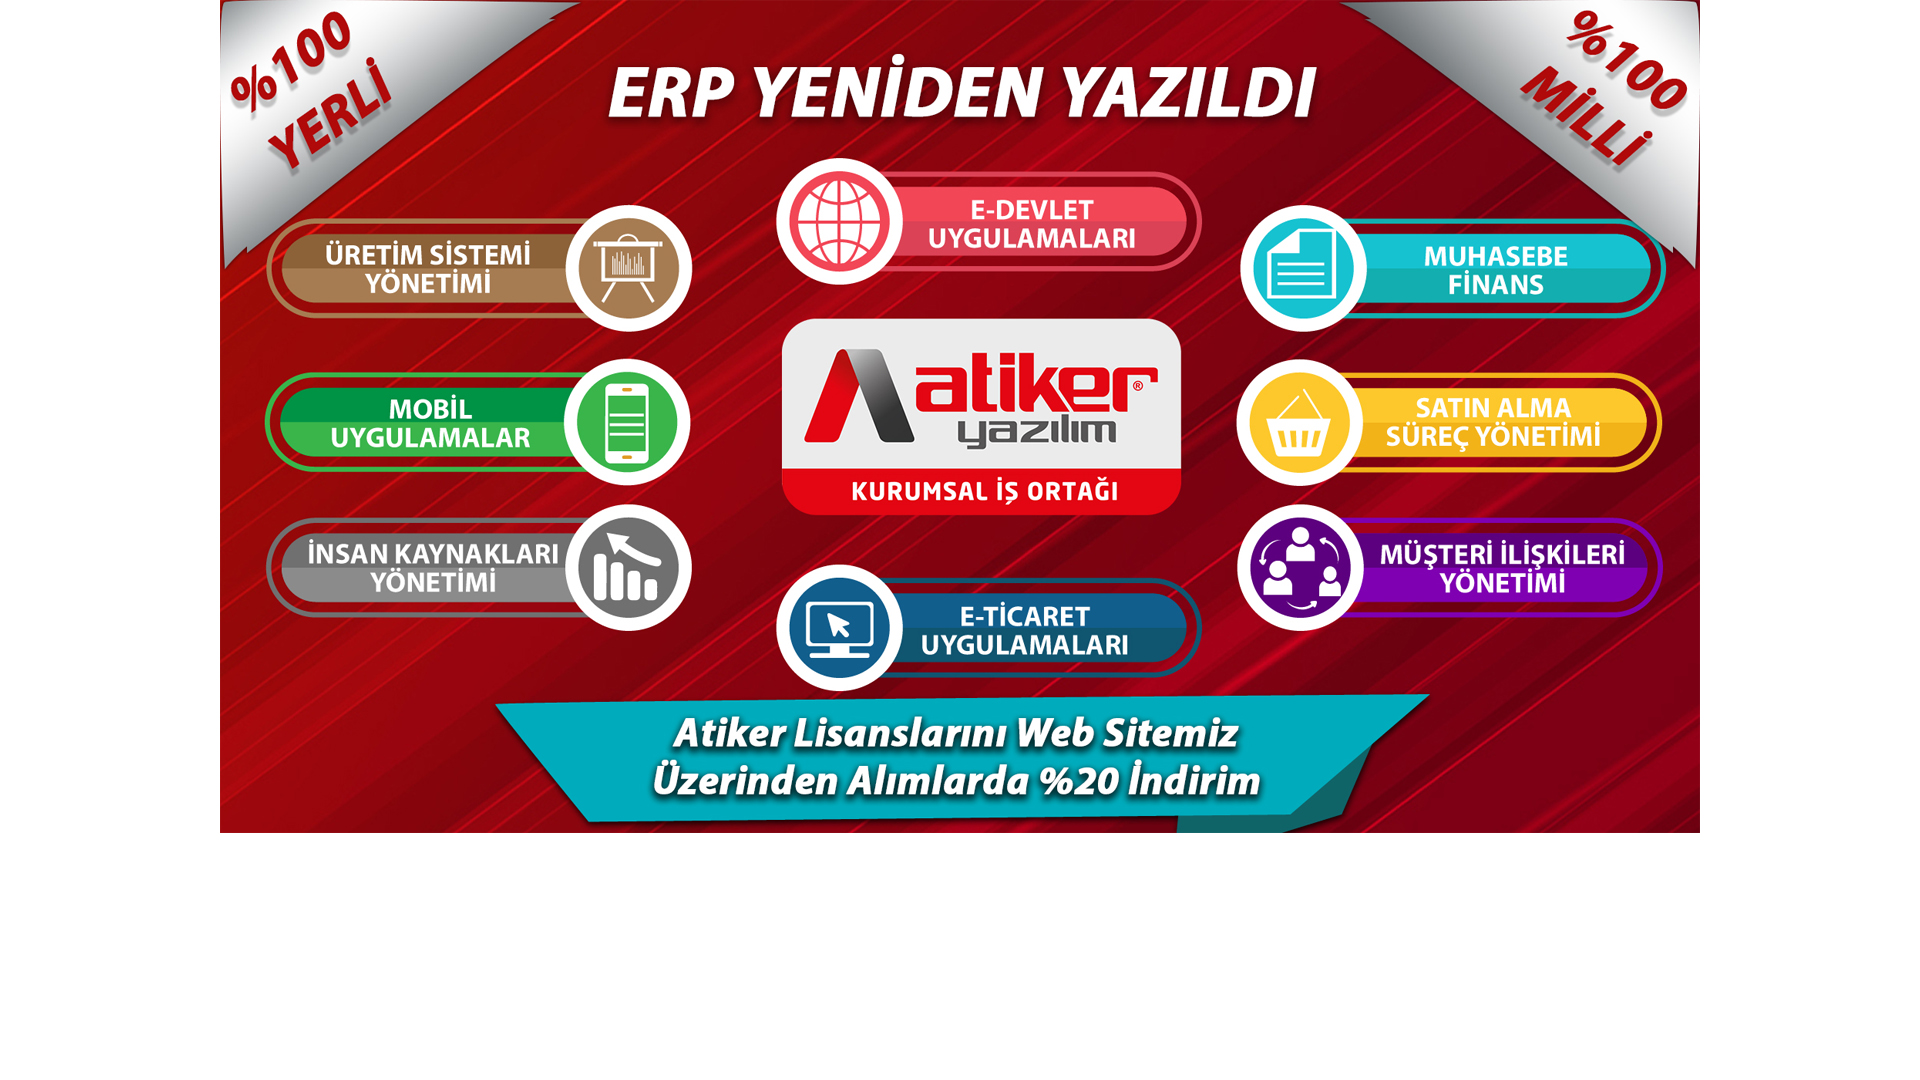 %100
YERLİ
%100
MİLLİ
ERP YENİDEN YAZILDI
E-DEVLET
UYGULAMALARI
ÜRETİM SİSTEMİ
YÖNETİMİ
MUHASEBE
FİNANS
MOBİL
UYGULAMALAR
atiker®
yazılım
KURUMSAL İŞ ORTAĞI
SATIN ALMA
SÜREÇ YÖNETİMİ
İNSAN KAYNAKLARI
YÖNETİMİ
MÜŞTERİ İLİŞKİLERİ
YÖNETİMİ
E-TİCARET
UYGULAMALARI
Atiker Lisanslarını Web Sitemiz
Üzerinden Alımlarda %20 İndirim